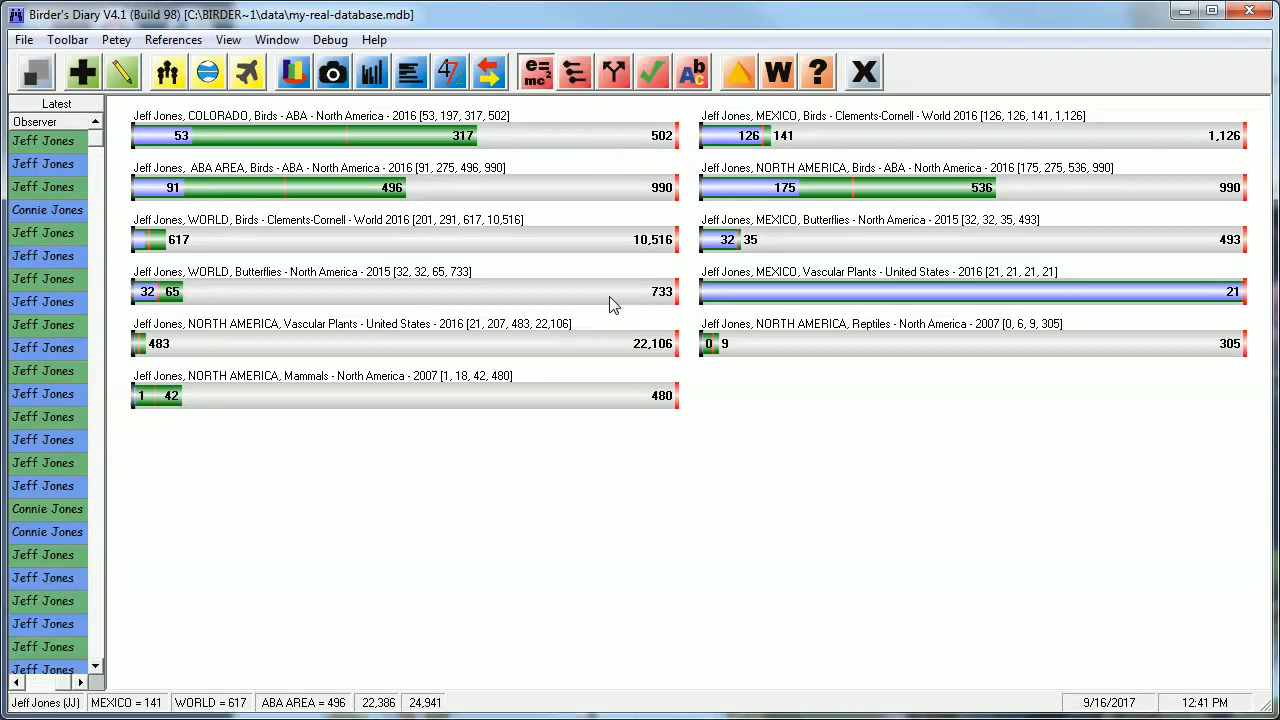 Birder's Diary V4.1 (Build 98) [C:\BIRDER~1\data\my-real-database.mdb]
File Toolbar Petey References View Window Debug Help
e= mc² 47 Abc W ? X
Latest
Observer
Jeff Jones
Jeff Jones
Jeff Jones
Connie Jones
Jeff Jones
Jeff Jones
Jeff Jones
Jeff Jones
Jeff Jones
Jeff Jones
Jeff Jones
Jeff Jones
Jeff Jones
Jeff Jones
Jeff Jones
Jeff Jones
Connie Jones
Connie Jones
Jeff Jones
Jeff Jones
Jeff Jones
Jeff Jones
Jeff Jones
Jeff Jones
Jeff Jones, COLORADO, Birds - ABA - North America - 2016 [53, 197, 317, 502]
53 317 502
Jeff Jones, MEXICO, Birds - Clements-Cornell - World 2016 [126, 126, 141, 1,126]
126 141 1,126
Jeff Jones, ABA AREA, Birds - ABA - North America - 2016 [91, 275, 496, 990]
91 496 990
Jeff Jones, NORTH AMERICA, Birds - ABA - North America - 2016 [175, 275, 536, 990]
175 536 990
Jeff Jones, WORLD, Birds - Clements-Cornell - World 2016 [201, 291, 617, 10,516]
617 10,516
Jeff Jones, MEXICO, Butterflies - North America - 2015 [32, 32, 35, 493]
32 35 493
Jeff Jones, WORLD, Butterflies - North America - 2015 [32, 32, 65, 733]
32 65 733
Jeff Jones, MEXICO, Vascular Plants - United States - 2016 [21, 21, 21, 21]
21
Jeff Jones, NORTH AMERICA, Vascular Plants - United States - 2016 [21, 207, 483, 22,106]
483 22,106
Jeff Jones, NORTH AMERICA, Reptiles - North America - 2007 [0, 6, 9, 305]
0 9 305
Jeff Jones, NORTH AMERICA, Mammals - North America - 2007 [1, 18, 42, 480]
1 42 480
Jeff Jones (JJ) MEXICO = 141 WORLD = 617 ABA AREA = 496 22,386 24,941 9/16/2017 12:41 PM